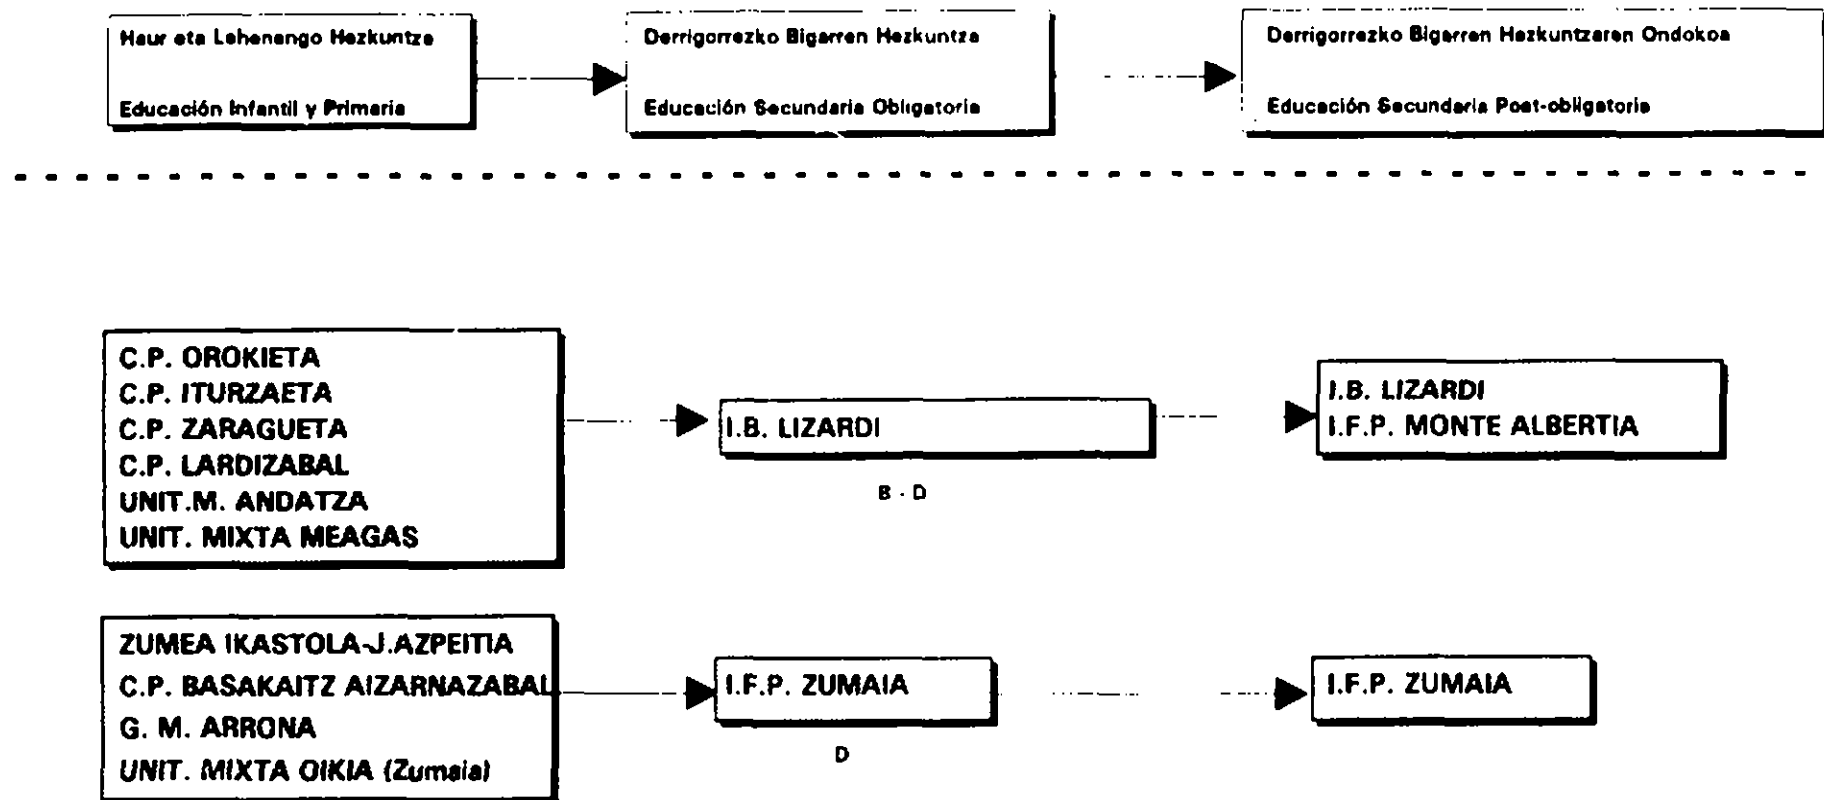 Haur eta Lehenengo Hezkuntza
Educación Infantil y Primaria
Derrigorrezko Bigarren Hezkuntza
Educación Secundaria Obligatoria
Derrigorrezko Bigarren Hezkuntzaren Ondokoa
Educación Secundaria Post-obligatoria
C.P. OROKIETA
C.P. ITURZAETA
C.P. ZARAGUETA
C.P. LARDIZABAL
UNIT.M. ANDATZA
UNIT. MIXTA MEAGAS
I.B. LIZARDI
B - D
I.B. LIZARDI
I.F.P. MONTE ALBERTIA
ZUMEA IKASTOLA-J.AZPEITIA
C.P. BASAKAITZ AIZARNAZABAL
G. M. ARRONA
UNIT. MIXTA OIKIA (Zumaia)
I.F.P. ZUMAIA
D
I.F.P. ZUMAIA